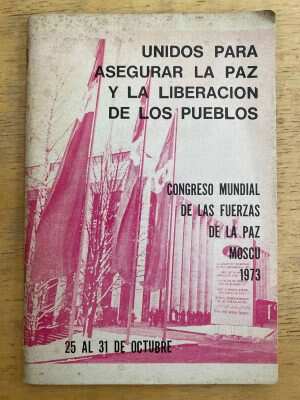 UNIDOS PARA
ASEGURAR LA PAZ
Y LA LIBERACION
DE LOS PUEBLOS
CONGRESO MUNDIAL
DE LAS FUERZAS
DE LA PAZ
MOSCU
1973
25 AL 31 DE OCTUBRE